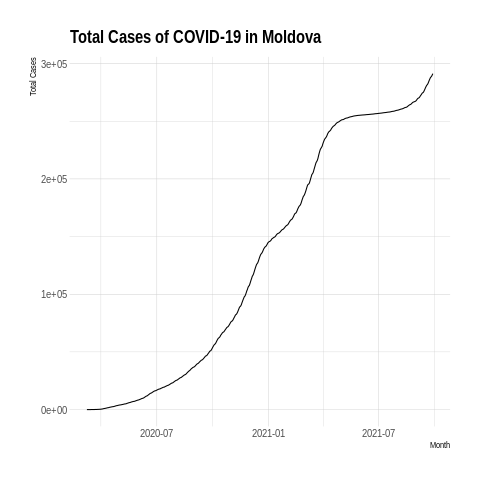 Total Cases of COVID-19 in Moldova
Total Cases
3e+05
2e+05
1e+05
0e+00
2020-07 2021-01 2021-07
Month